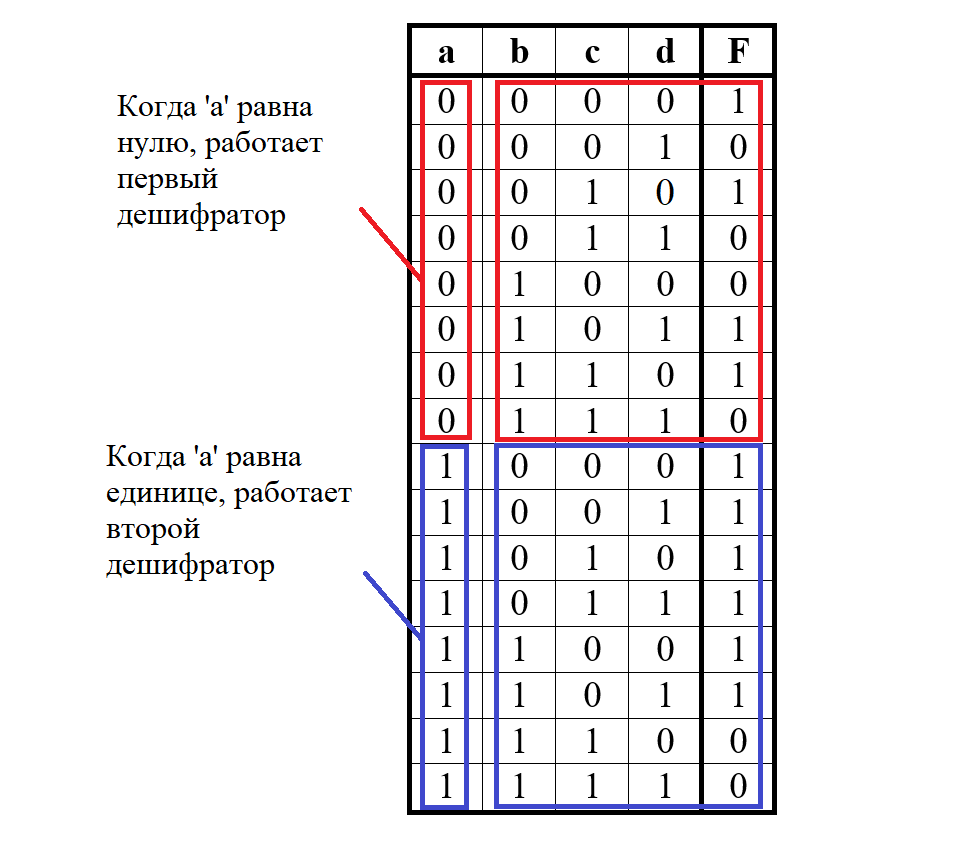 a b c d F
Когда 'a' равна
нулю, работает
первый
дешифратор
0 0 0 0 1
0 0 0 1 0
0 0 1 0 1
0 0 1 1 0
0 1 0 0 0
0 1 0 1 1
0 1 1 0 1
0 1 1 1 0
Когда 'a' равна
единице, работает
второй
дешифратор
1 0 0 0 1
1 0 0 1 1
1 0 1 0 1
1 0 1 1 1
1 1 0 0 1
1 1 0 1 1
1 1 1 0 0
1 1 1 1 0